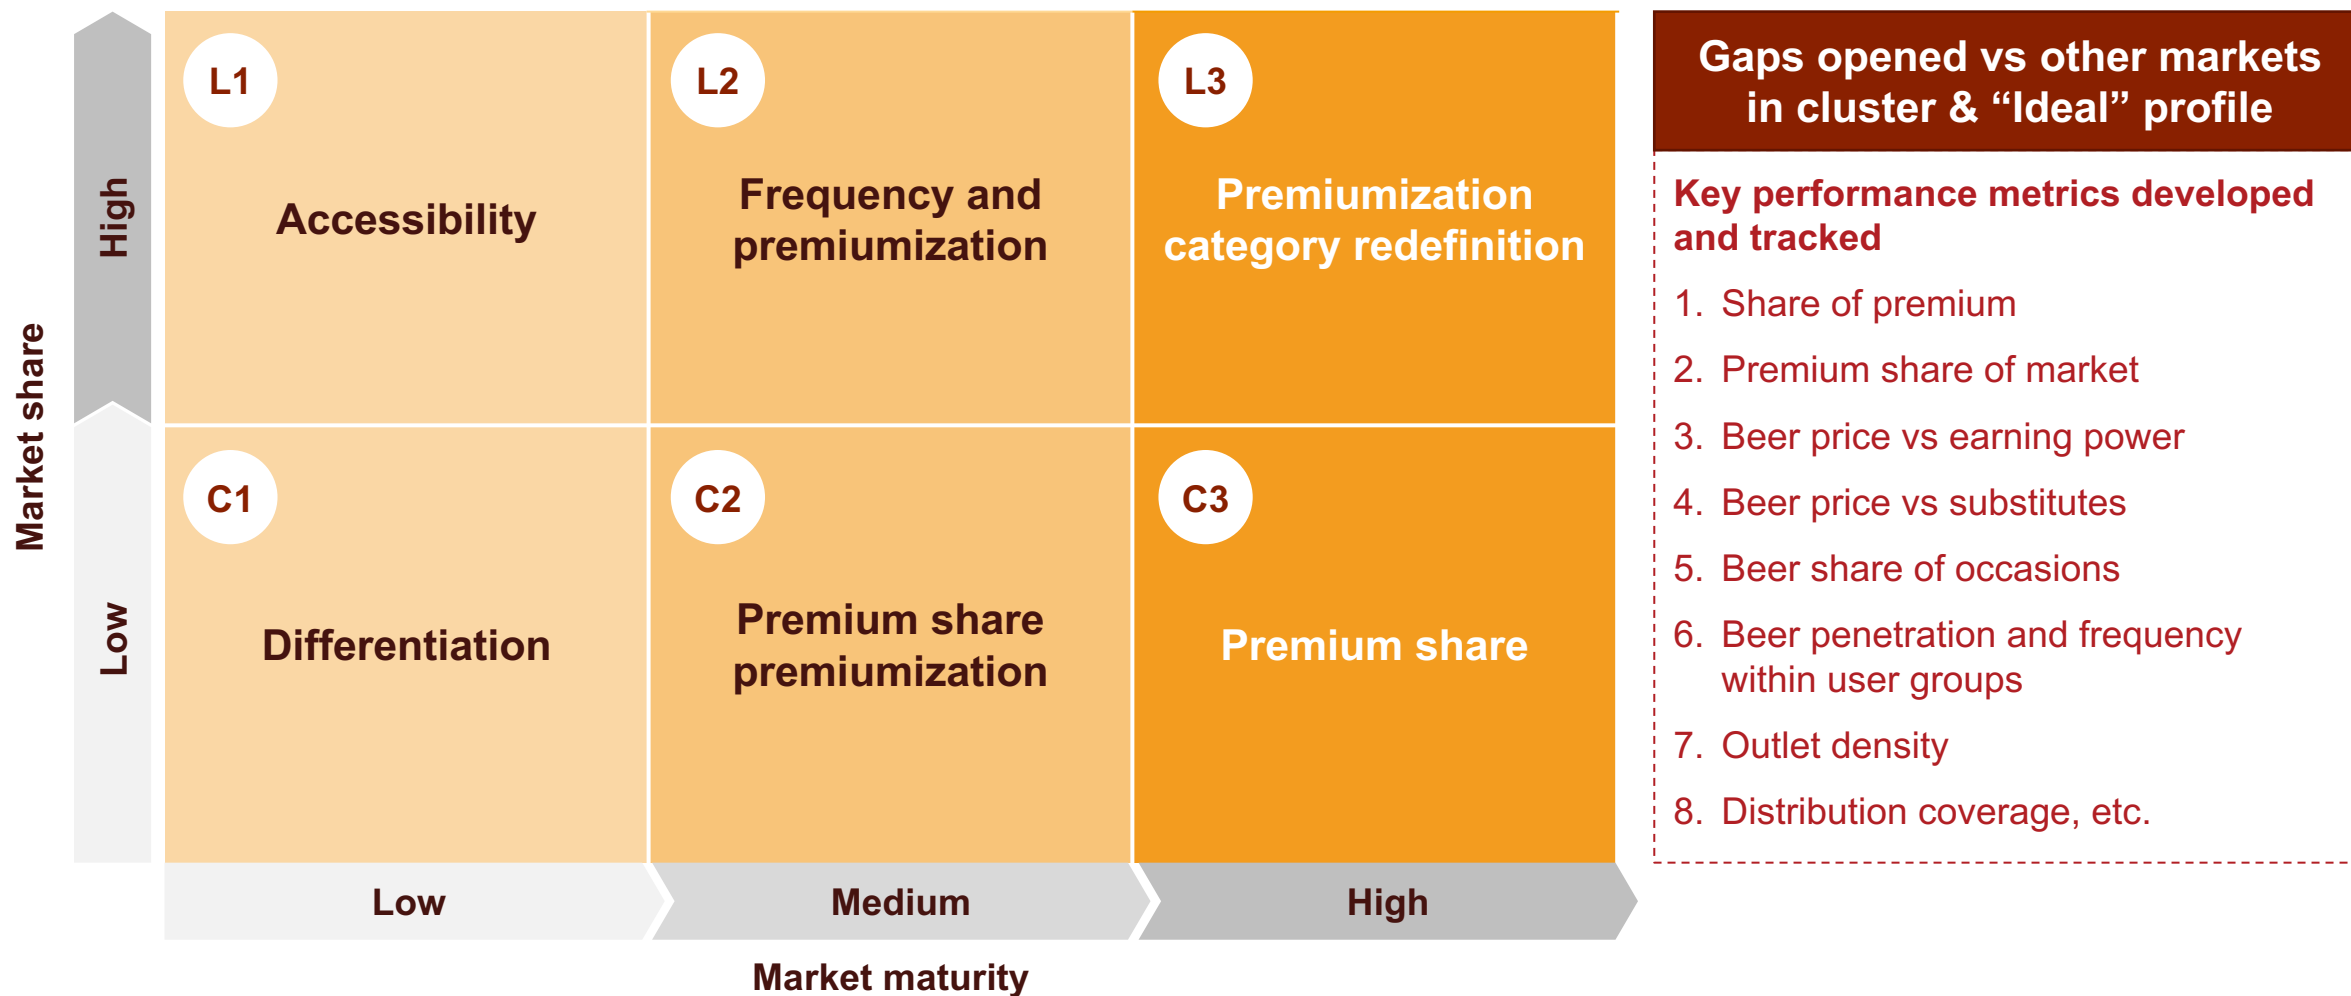 Market share
High
Low
L1
Accessibility
L2
Frequency and
premiumization
L3
Premiumization
category redefinition
C1
Differentiation
C2
Premium share
premiumization
C3
Premium share
Low
Medium
High
Market maturity
Gaps opened vs other markets
in cluster & “Ideal” profile
Key performance metrics developed
and tracked
1. Share of premium
2. Premium share of market
3. Beer price vs earning power
4. Beer price vs substitutes
5. Beer share of occasions
6. Beer penetration and frequency
within user groups
7. Outlet density
8. Distribution coverage, etc.